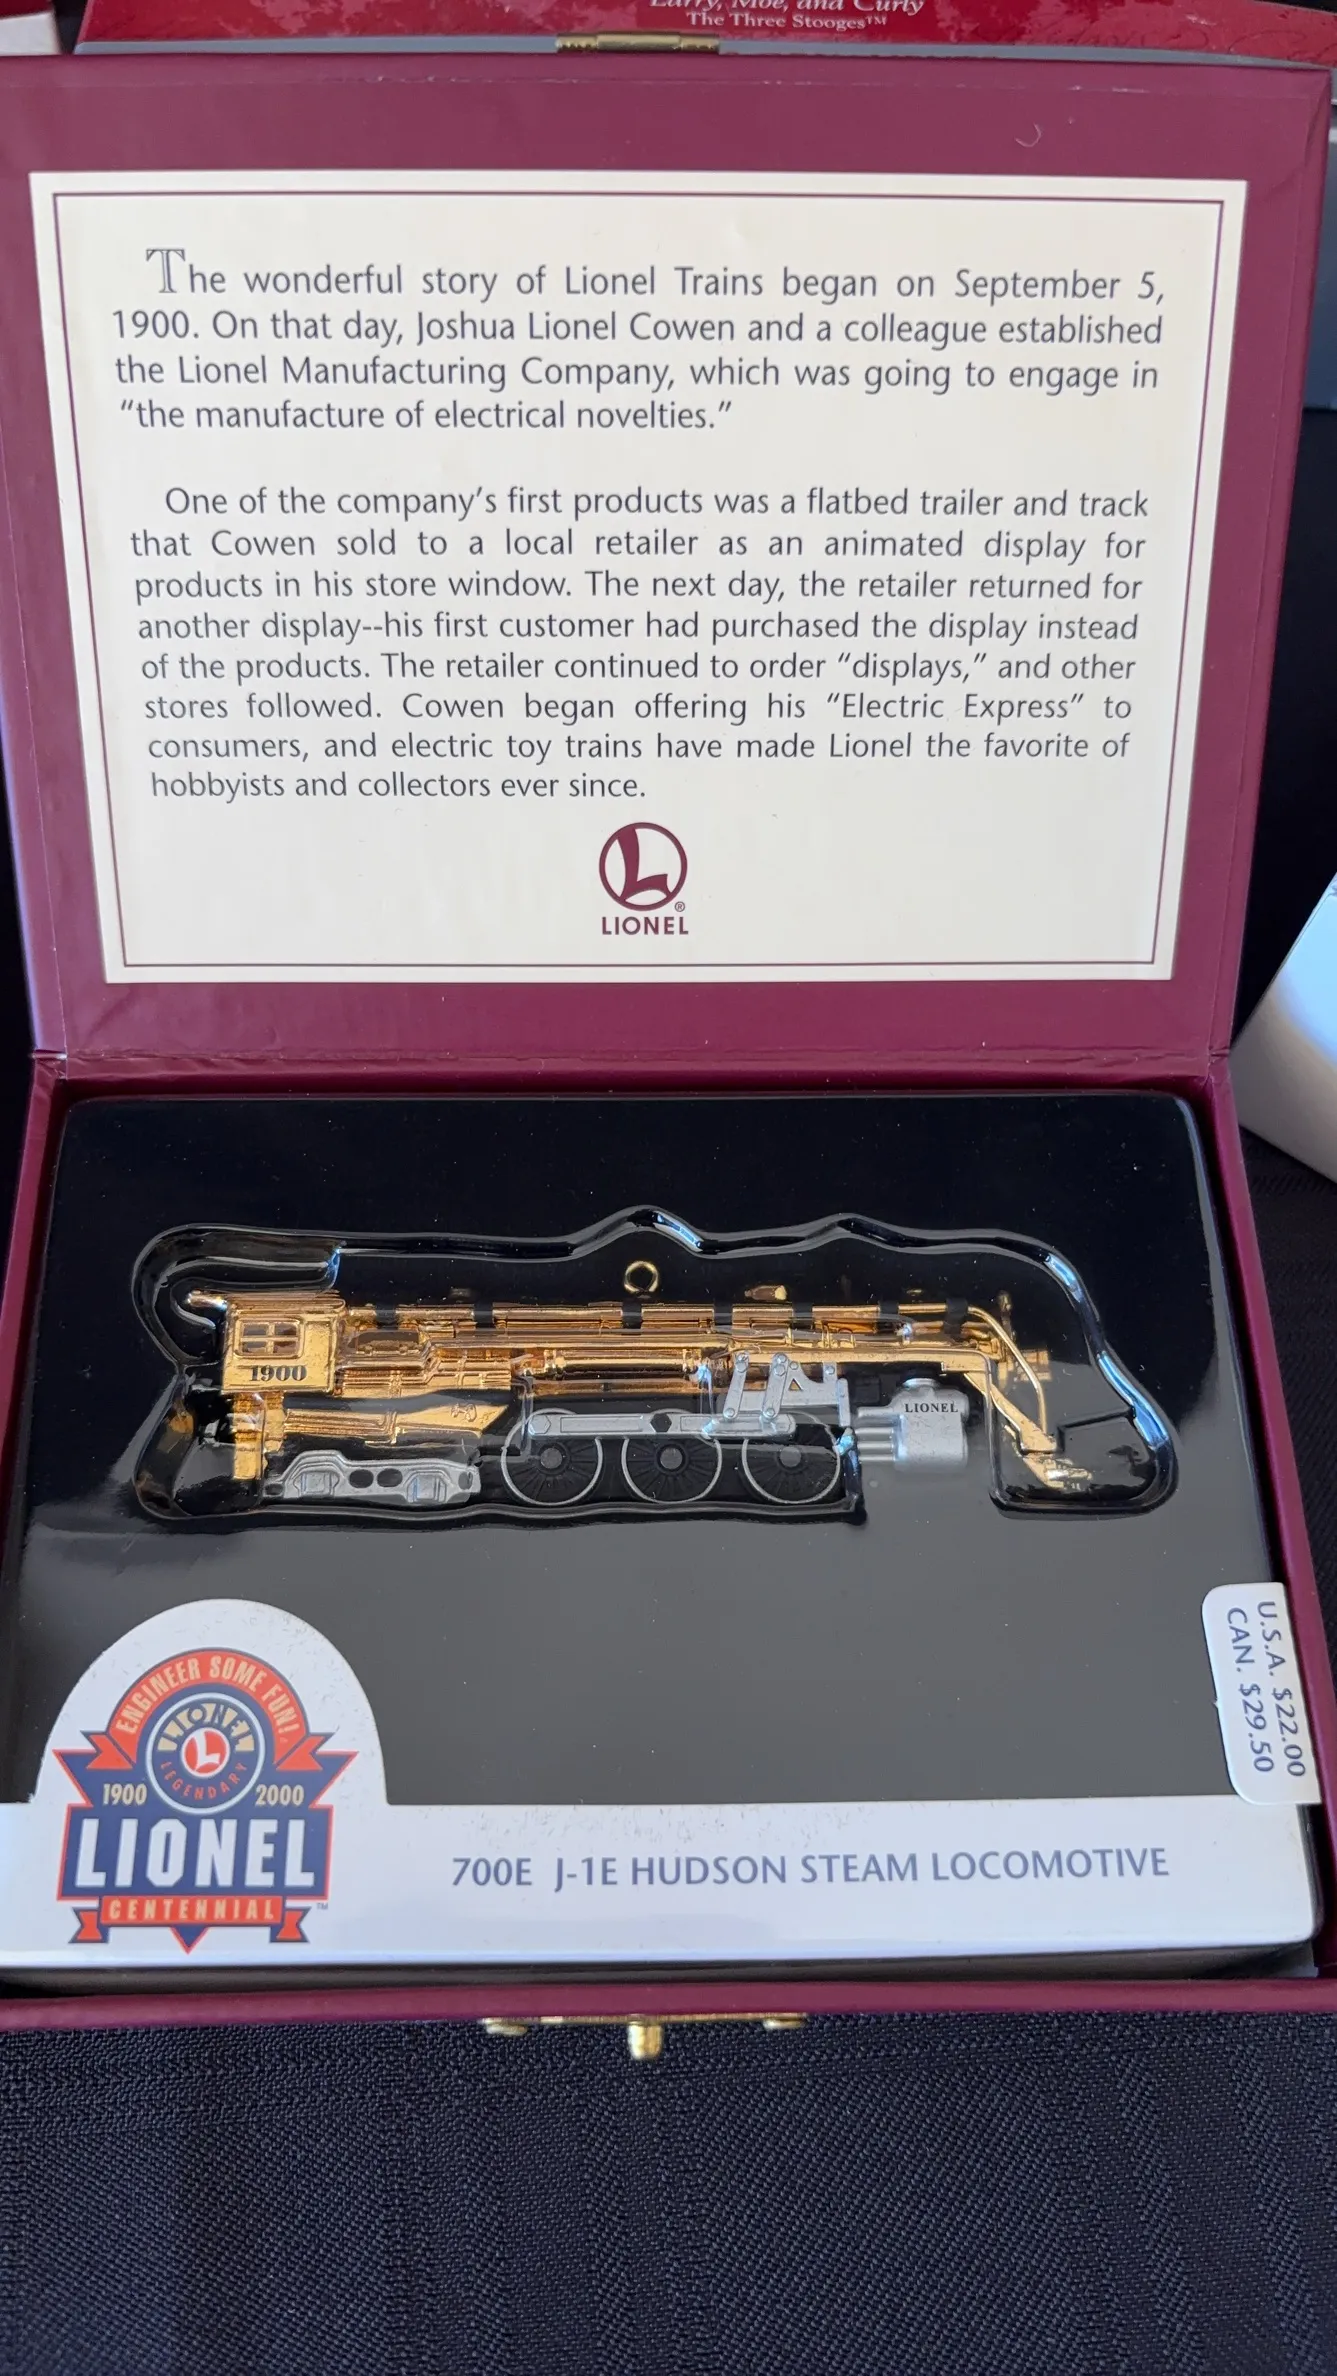 Larry, Moe, and Curly
The Three Stooges™
The wonderful story of Lionel Trains began on September 5,
1900. On that day, Joshua Lionel Cowen and a colleague established
the Lionel Manufacturing Company, which was going to engage in
“the manufacture of electrical novelties.”
One of the company’s first products was a flatbed trailer and track
that Cowen sold to a local retailer as an animated display for
products in his store window. The next day, the retailer returned for
another display--his first customer had purchased the display instead
of the products. The retailer continued to order “displays,” and other
stores followed. Cowen began offering his “Electric Express” to
consumers, and electric toy trains have made Lionel the favorite of
hobbyists and collectors ever since.
L®
LIONEL
1900
LIONEL
U.S.A. $22.00
CAN. $29.50
ENGINEER SOME FUN!
LIONEL
L
LEGENDARY
1900 2000
LIONEL
CENTENNIAL™
700E J-1E HUDSON STEAM LOCOMOTIVE